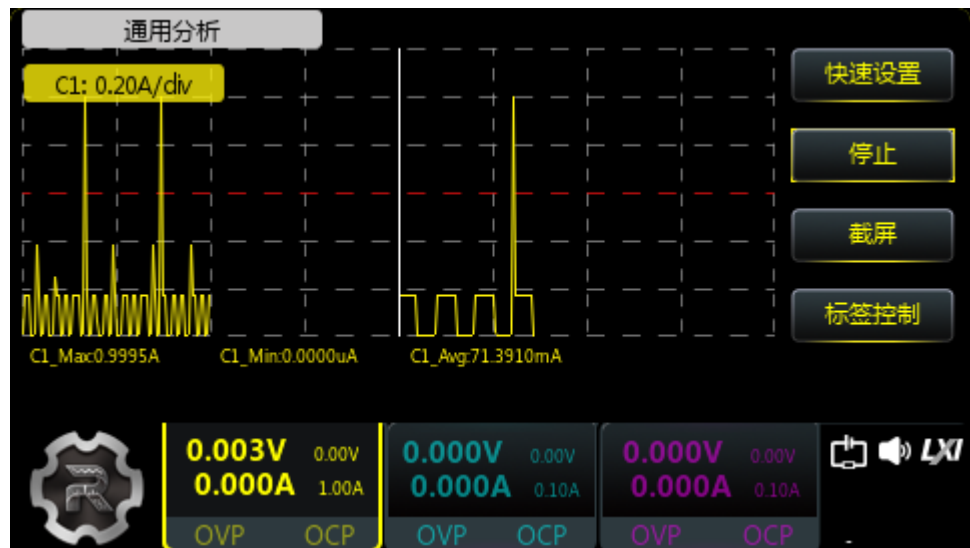 通用分析
C1: 0.20A/div
快速设置
停止
截屏
标签控制
C1_Max:0.9995A C1_Min:0.0000uA C1_Avg:71.3910mA
0.003V 0.00V 0.000V 0.00V 0.000V 0.00V
0.000A 1.00A 0.000A 0.10A 0.000A 0.10A
OVP OCP OVP OCP OVP OCP
LXI
R